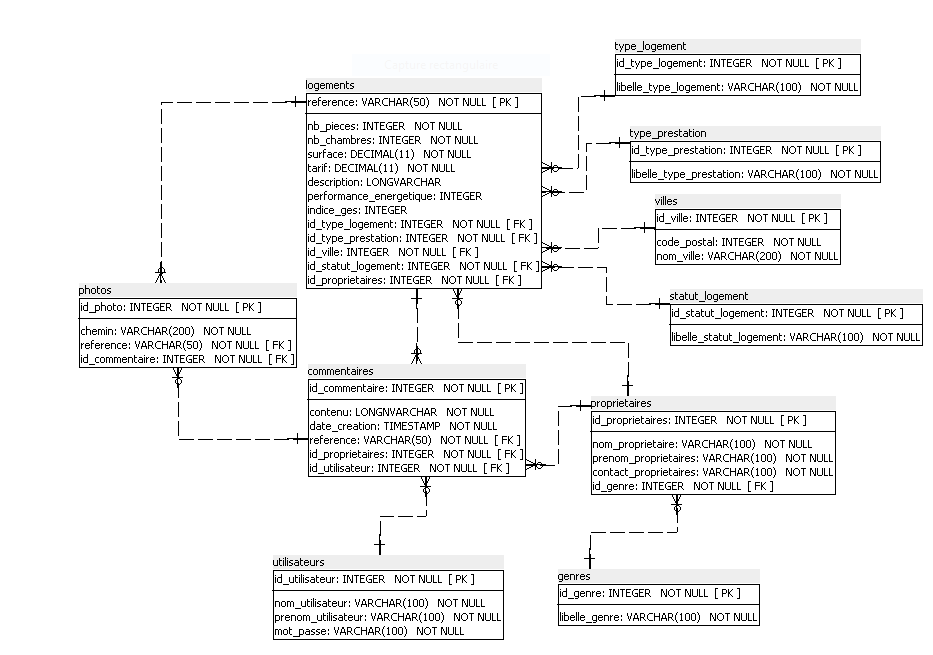 type_logement
id_type_logement: INTEGER NOT NULL [ PK ]
libelle_type_logement: VARCHAR(100) NOT NULL
logements
reference: VARCHAR(50) NOT NULL [ PK ]
nb_pieces: INTEGER NOT NULL
nb_chambres: INTEGER NOT NULL
surface: DECIMAL(11) NOT NULL
tarif: DECIMAL(11) NOT NULL
description: LONGVARCHAR
performance_energetique: INTEGER
indice_ges: INTEGER
id_type_logement: INTEGER NOT NULL [ FK ]
id_type_prestation: INTEGER NOT NULL [ FK ]
id_ville: INTEGER NOT NULL [ FK ]
id_statut_logement: INTEGER NOT NULL [ FK ]
id_proprietaires: INTEGER NOT NULL [ FK ]
type_prestation
id_type_prestation: INTEGER NOT NULL [ PK ]
libelle_type_prestation: VARCHAR(100) NOT NULL
villes
id_ville: INTEGER NOT NULL [ PK ]
code_postal: INTEGER NOT NULL
nom_ville: VARCHAR(200) NOT NULL
statut_logement
id_statut_logement: INTEGER NOT NULL [ PK ]
libelle_statut_logement: VARCHAR(100) NOT NULL
photos
id_photo: INTEGER NOT NULL [ PK ]
chemin: VARCHAR(200) NOT NULL
reference: VARCHAR(50) NOT NULL [ FK ]
id_commentaire: INTEGER NOT NULL [ FK ]
commentaires
id_commentaire: INTEGER NOT NULL [ PK ]
contenu: LONGNVARCHAR NOT NULL
date_creation: TIMESTAMP NOT NULL
reference: VARCHAR(50) NOT NULL [ FK ]
id_proprietaires: INTEGER NOT NULL [ FK ]
id_utilisateur: INTEGER NOT NULL [ FK ]
proprietaires
id_proprietaires: INTEGER NOT NULL [ PK ]
nom_proprietaire: VARCHAR(100) NOT NULL
prenom_proprietaires: VARCHAR(100) NOT NULL
contact_proprietaires: VARCHAR(100) NOT NULL
id_genre: INTEGER NOT NULL [ FK ]
utilisateurs
id_utilisateur: INTEGER NOT NULL [ PK ]
nom_utilisateur: VARCHAR(100) NOT NULL
prenom_utilisateur: VARCHAR(100) NOT NULL
mot_passe: VARCHAR(100) NOT NULL
genres
id_genre: INTEGER NOT NULL [ PK ]
libelle_genre: VARCHAR(100) NOT NULL